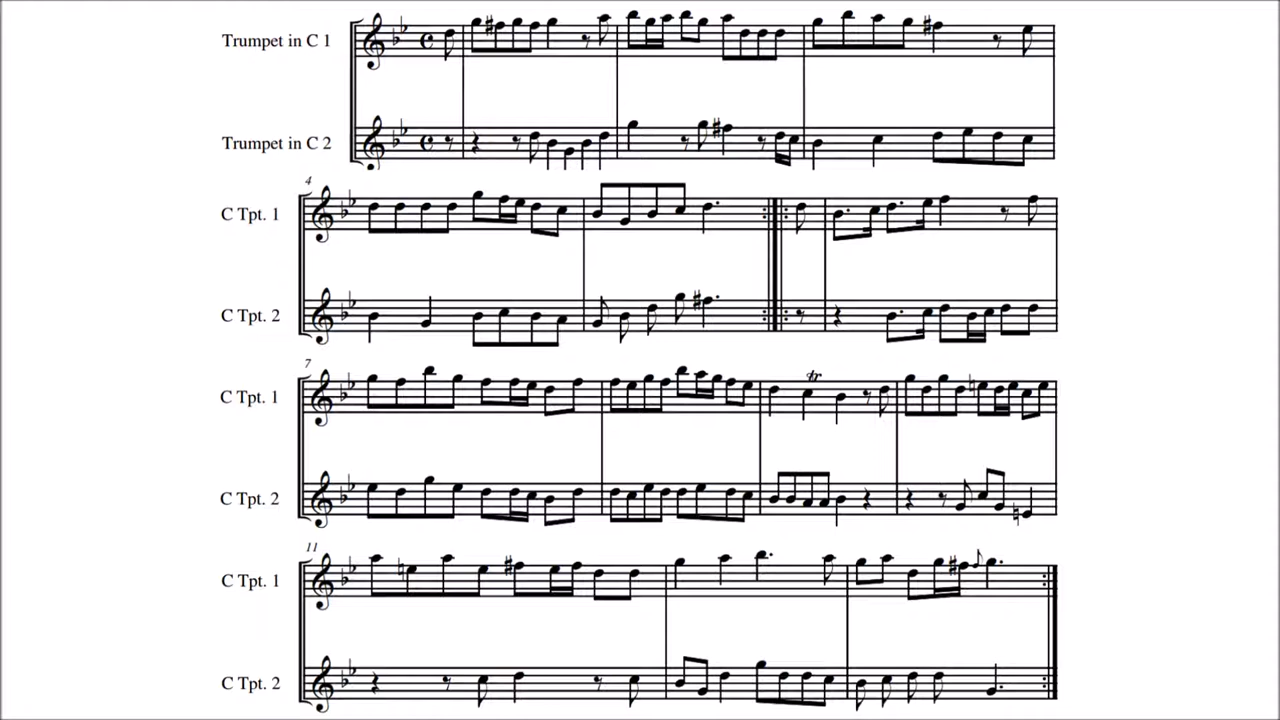 Trumpet in C 1
Trumpet in C 2
4
C Tpt. 1
C Tpt. 2
7
C Tpt. 1
tr
C Tpt. 2
11
C Tpt. 1
C Tpt. 2